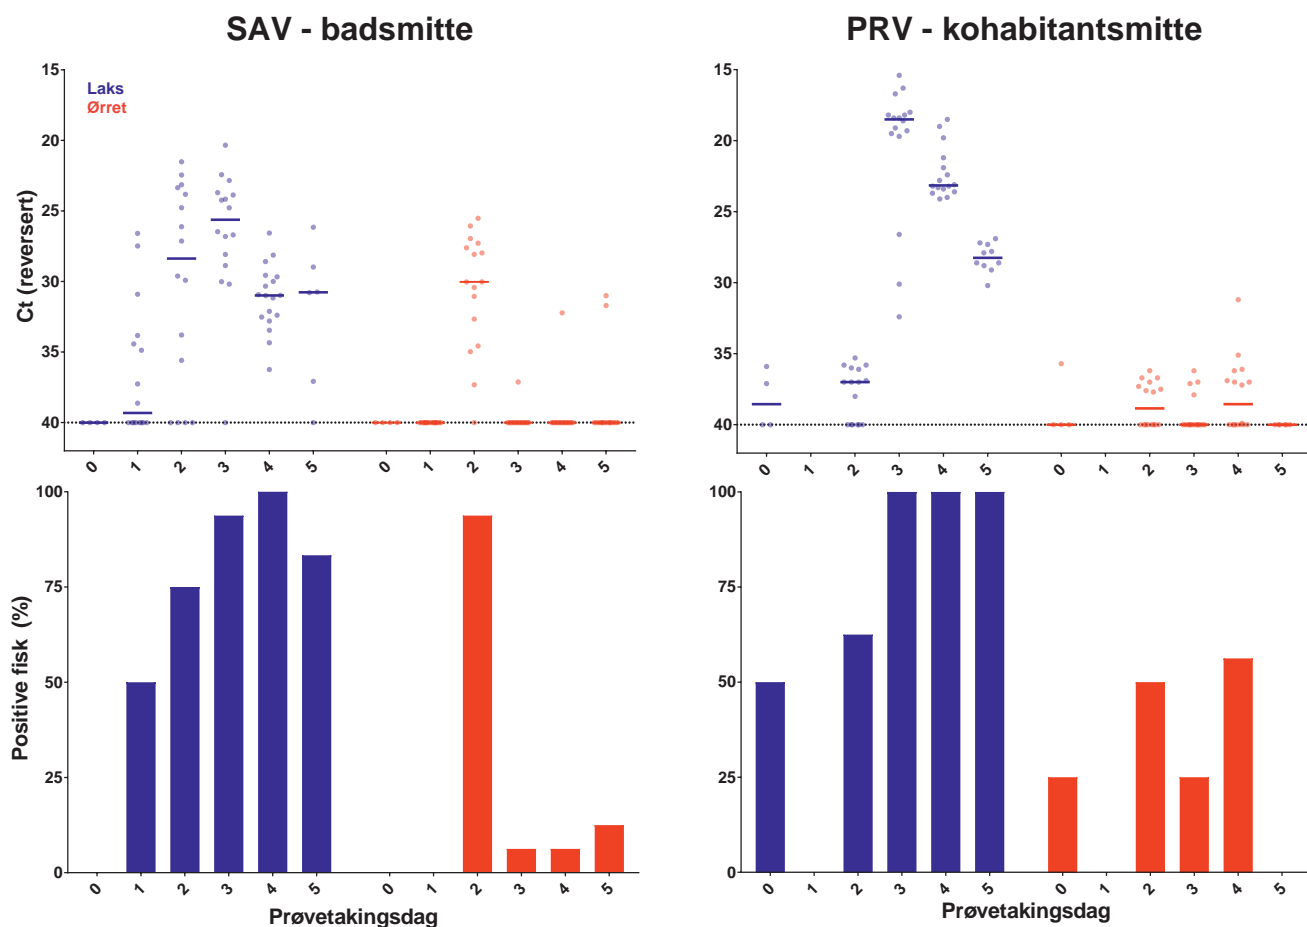 SAV - badsmitte
PRV - kohabitantsmitte
Laks
Ørret
Ct (reversert)
15
20
25
30
35
40
0 1 2 3 4 5 0 1 2 3 4 5
15
20
25
30
35
40
0 1 2 3 4 5 0 1 2 3 4 5
Positive fisk (%)
100
75
50
25
0
0 1 2 3 4 5 0 1 2 3 4 5
Prøvetakingsdag
100
75
50
25
0
0 1 2 3 4 5 0 1 2 3 4 5
Prøvetakingsdag